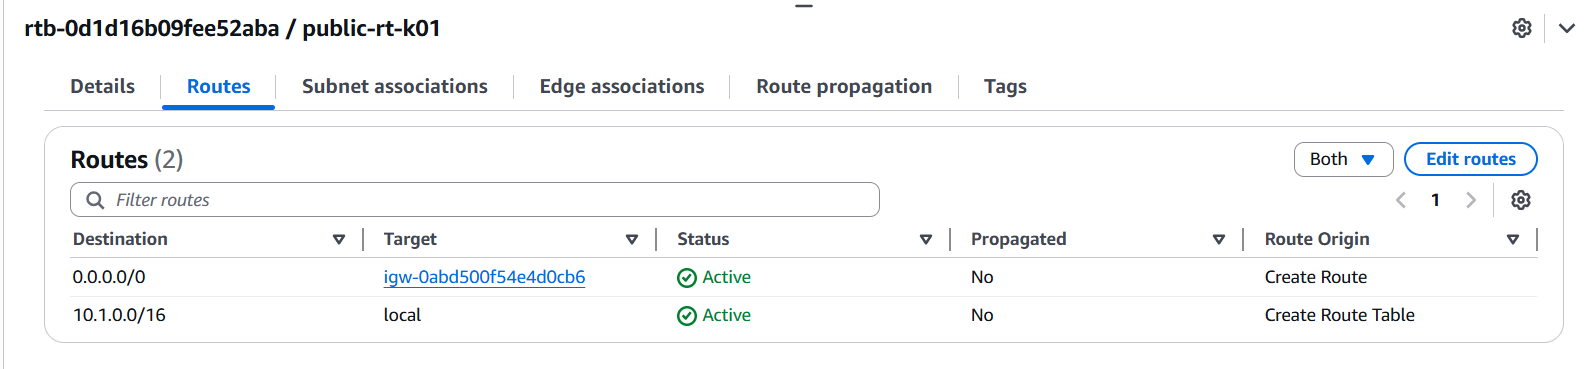 rtb-0d1d16b09fee52aba / public-rt-k01
Details Routes Subnet associations Edge associations Route propagation Tags
Routes (2)
Both Edit routes
Filter routes
1
Destination Target Status Propagated Route Origin
0.0.0.0/0 igw-0abd500f54e4d0cb6 Active No Create Route
10.1.0.0/16 local Active No Create Route Table